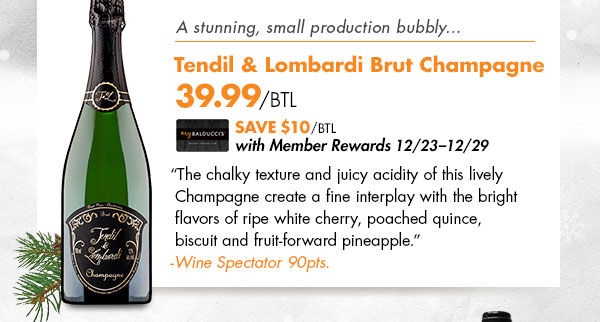 A stunning, small production bubbly...
Tendil & Lombardi Brut Champagne
39.99/BTL
myBALDUCCI'S
SAVE $10/BTL
with Member Rewards 12/23–12/29
"The chalky texture and juicy acidity of this lively
Champagne create a fine interplay with the bright
flavors of ripe white cherry, poached quince,
biscuit and fruit-forward pineapple."
-Wine Spectator 90pts.
T&L
Brut
Tendil
&
Lombardi
Champagne